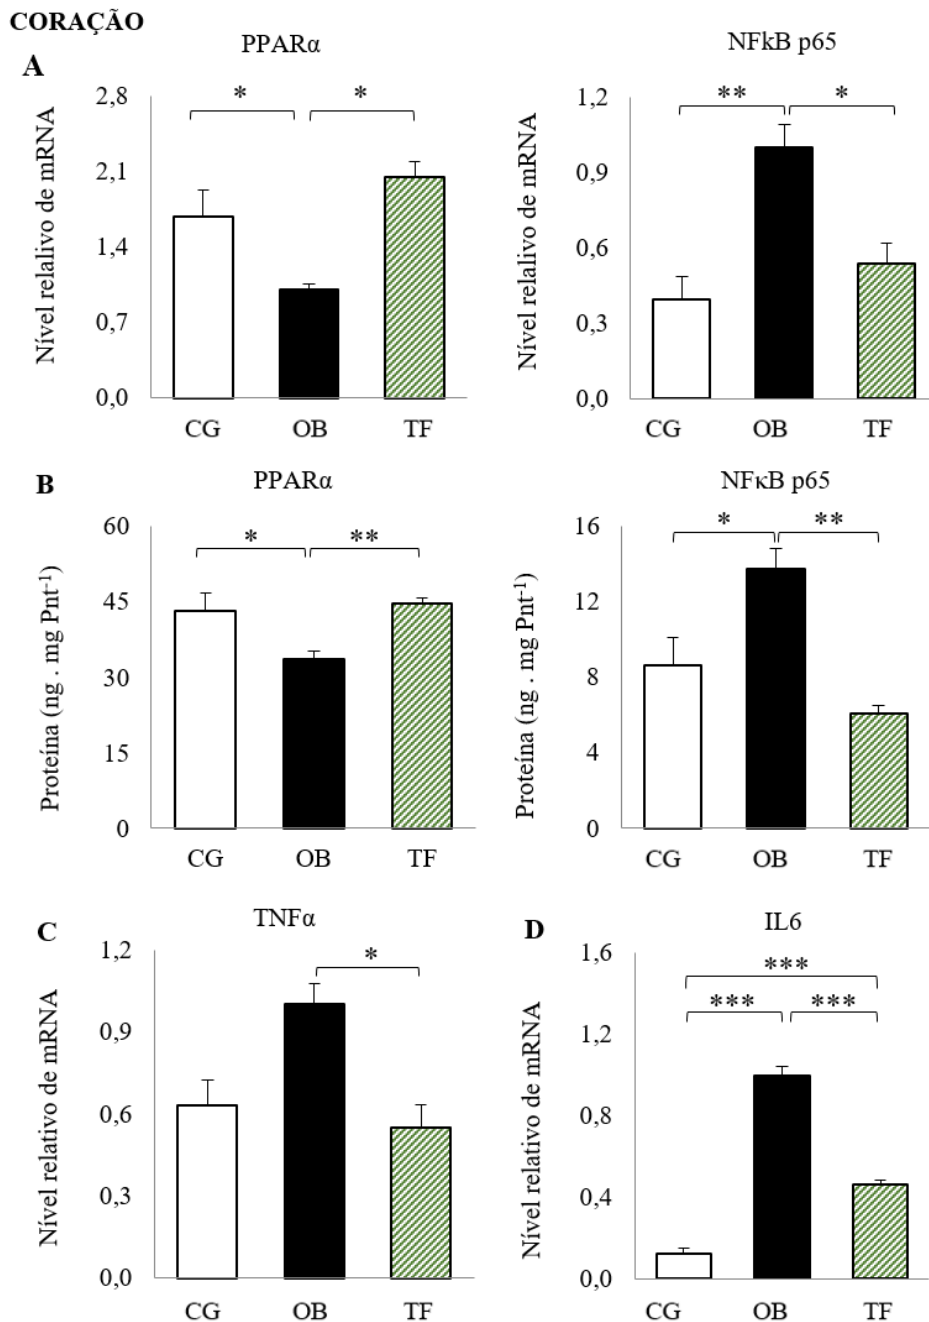 CORAÇÃO
A
PPARα
Nível relalivo de mRNA
2,8
2,1
1,4
0,7
0,0
* *
CG OB TF
NFkB p65
Nível relalivo de mRNA
1,2
0,9
0,6
0,3
0,0
** *
CG OB TF
B
PPARα
Proteína (ng . mg Pnt⁻¹)
60
45
30
15
0
* **
CG OB TF
NFκB p65
Proteína (ng . mg Pnt⁻¹)
16
12
8
4
0
* **
CG OB TF
C
TNFα
Nível relativo de mRNA
1,2
0,9
0,6
0,3
0,0
*
CG OB TF
D
IL6
Nível relativo de mRNA
1,6
1,2
0,8
0,4
0,0
***
*** ***
CG OB TF